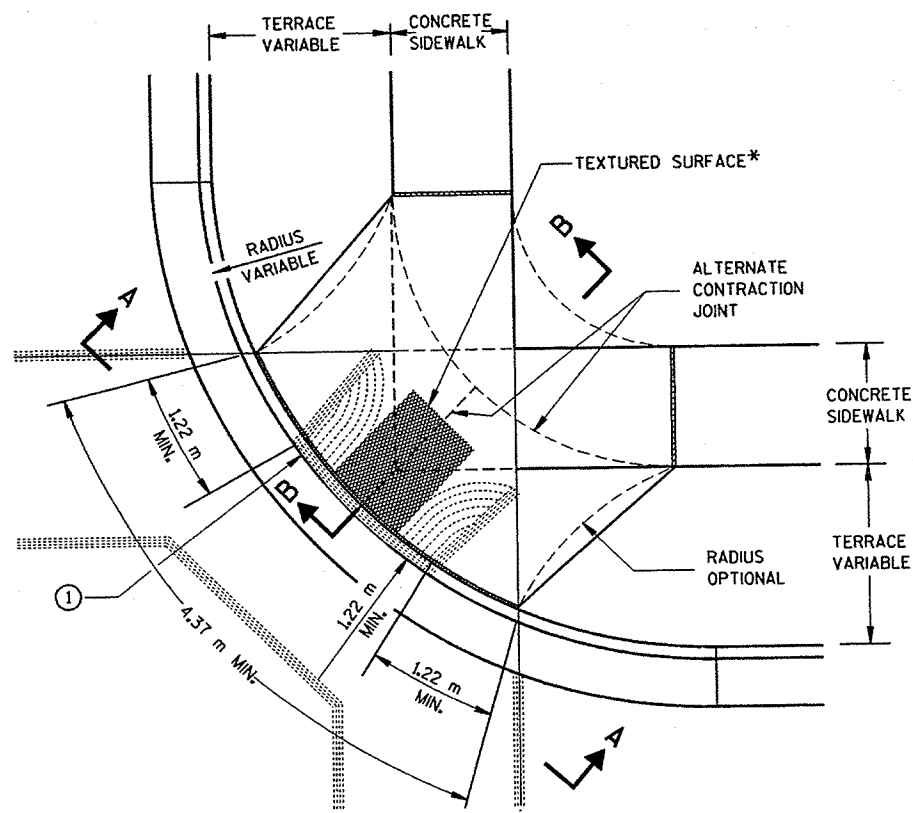 TERRACE
VARIABLE
CONCRETE
SIDEWALK
TEXTURED SURFACE*
B
RADIUS
VARIABLE
ALTERNATE
CONTRACTION
JOINT
A
CONCRETE
SIDEWALK
1.22 m
MIN.
B
TERRACE
VARIABLE
RADIUS
OPTIONAL
1
4.37 m MIN.
1.22 m
MIN.
1.22 m
MIN.
A